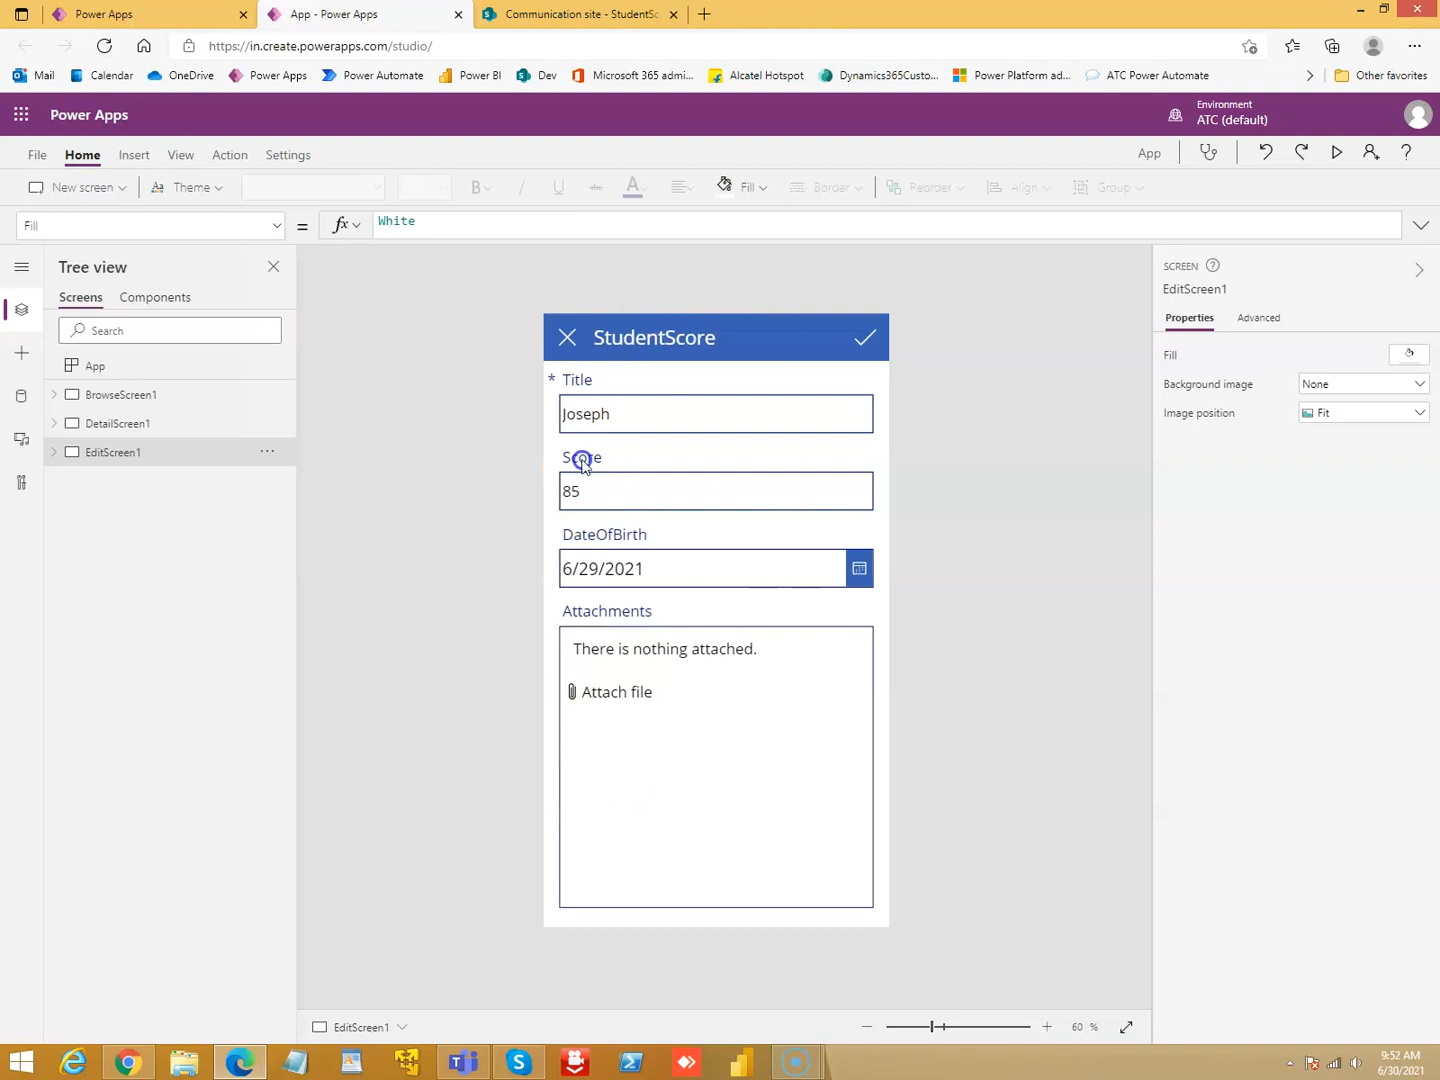 Power Apps
App - Power Apps
Communication site - StudentSc
https://in.create.powerapps.com/studio/
Mail
Calendar
OneDrive
Power Apps
Power Automate
Power BI
Dev
Microsoft 365 admi...
Alcatel Hotspot
Dynamics365Custo...
Power Platform ad...
ATC Power Automate
Other favorites
Power Apps
Environment
ATC (default)
File
Home
Insert
View
Action
Settings
App
New screen
Theme
B
Fill
Border
Reorder
Align
Group
Fill
=
fx
White
Tree view
Screens
Components
Search
App
BrowseScreen1
DetailScreen1
EditScreen1
StudentScore
* Title
Joseph
Score
85
DateOfBirth
6/29/2021
Attachments
There is nothing attached.
Attach file
SCREEN
EditScreen1
Properties
Advanced
Fill
Background image
None
Image position
Fit
EditScreen1
60 %
9:52 AM
6/30/2021